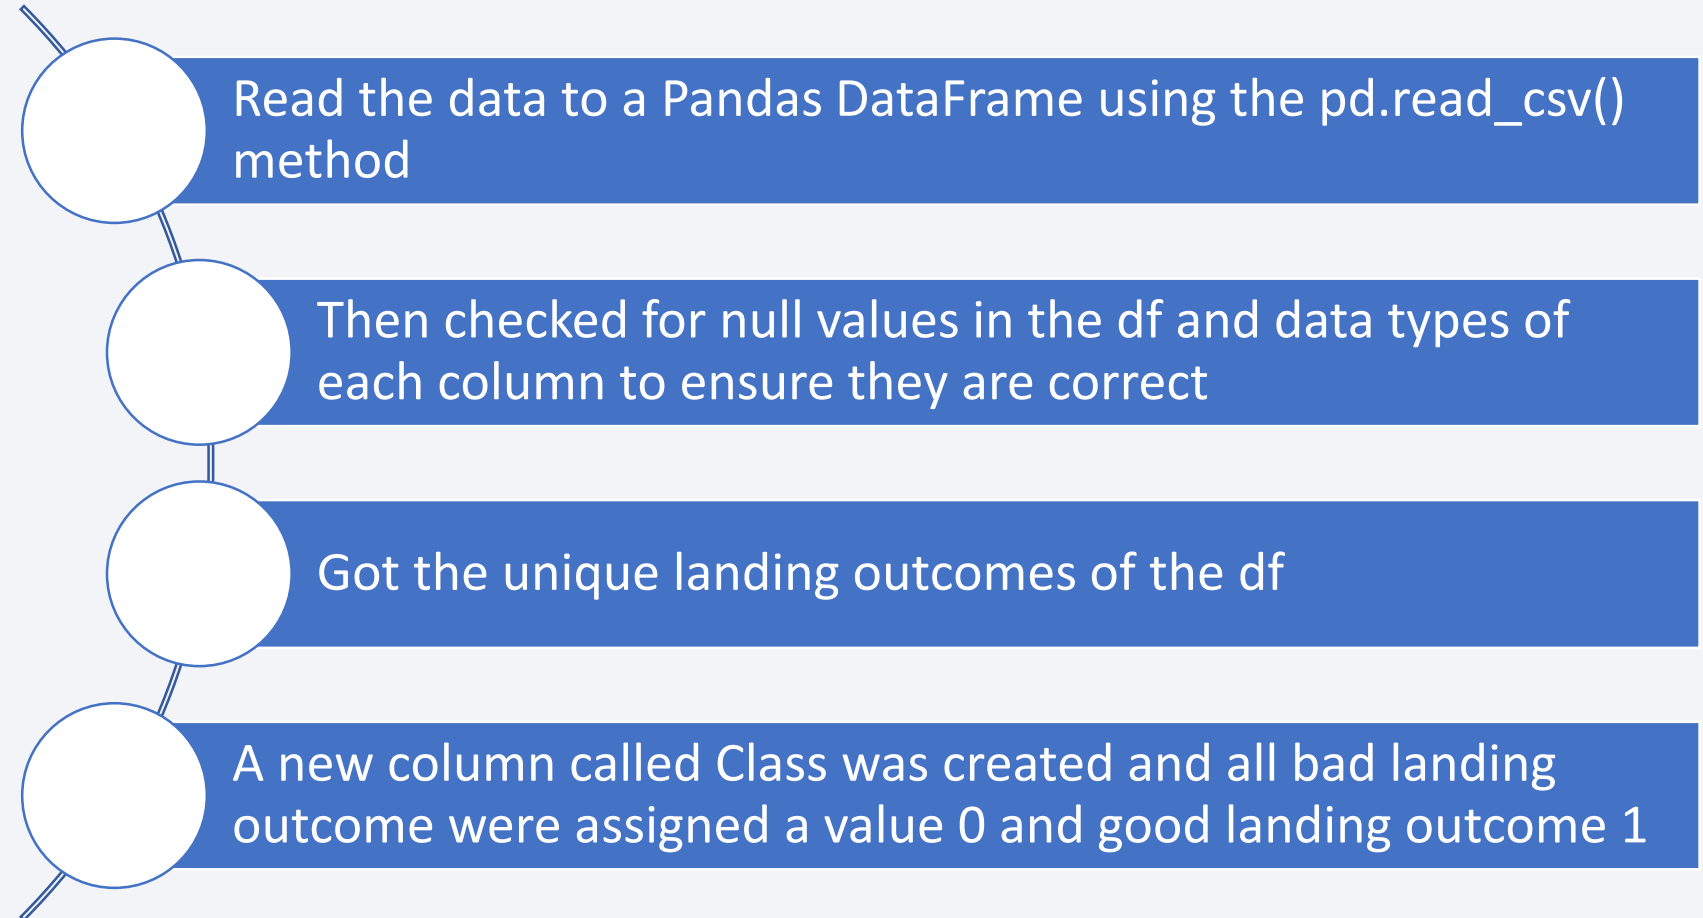 Read the data to a Pandas DataFrame using the pd.read_csv()
method
Then checked for null values in the df and data types of
each column to ensure they are correct
Got the unique landing outcomes of the df
A new column called Class was created and all bad landing
outcome were assigned a value 0 and good landing outcome 1